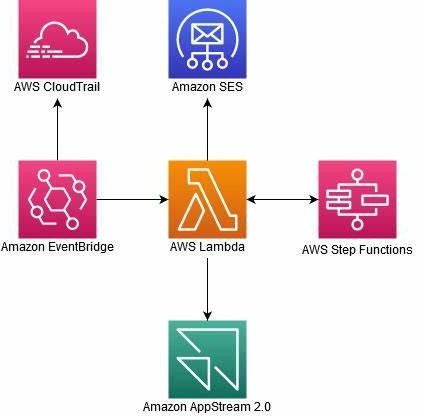 AWS CloudTrail
Amazon SES
Amazon EventBridge
AWS Lambda
AWS Step Functions
Amazon AppStream 2.0